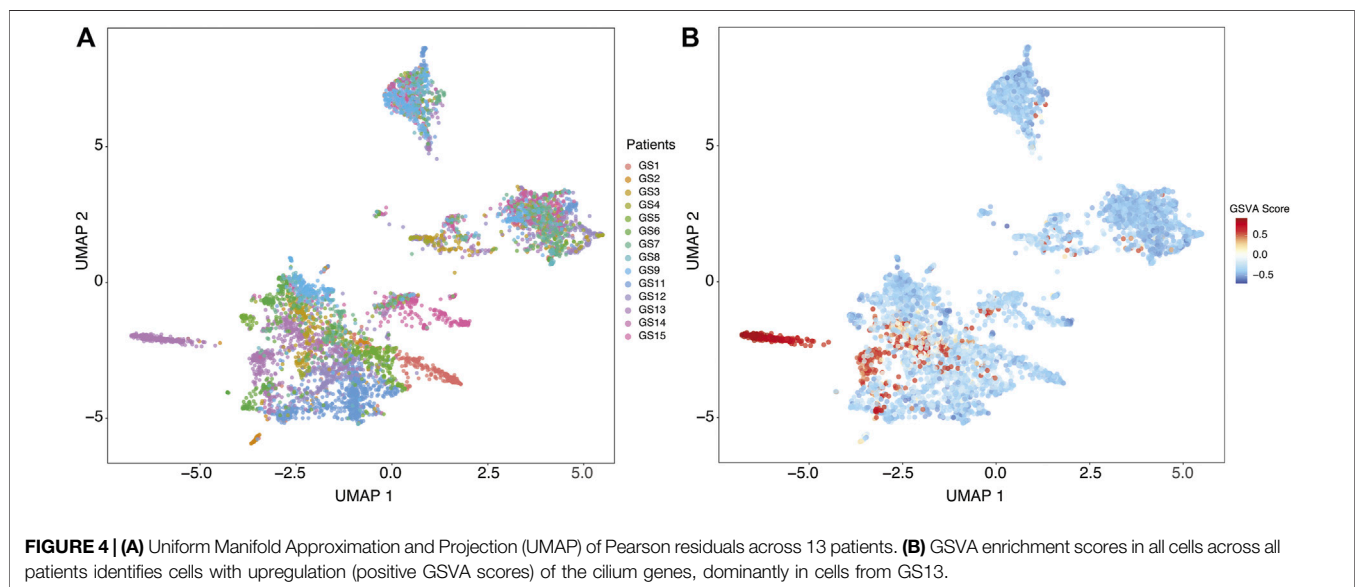 A
5
0
−5
UMAP 2
−5.0
−2.5
0.0
2.5
5.0
UMAP 1
Patients
GS1
GS2
GS3
GS4
GS5
GS6
GS7
GS8
GS9
GS11
GS12
GS13
GS14
GS15
B
5
0
−5
UMAP 2
−5.0
−2.5
0.0
2.5
5.0
UMAP 1
GSVA Score
0.5
0.0
−0.5
FIGURE 4 | (A) Uniform Manifold Approximation and Projection (UMAP) of Pearson residuals across 13 patients. (B) GSVA enrichment scores in all cells across all
patients identifies cells with upregulation (positive GSVA scores) of the cilium genes, dominantly in cells from GS13.